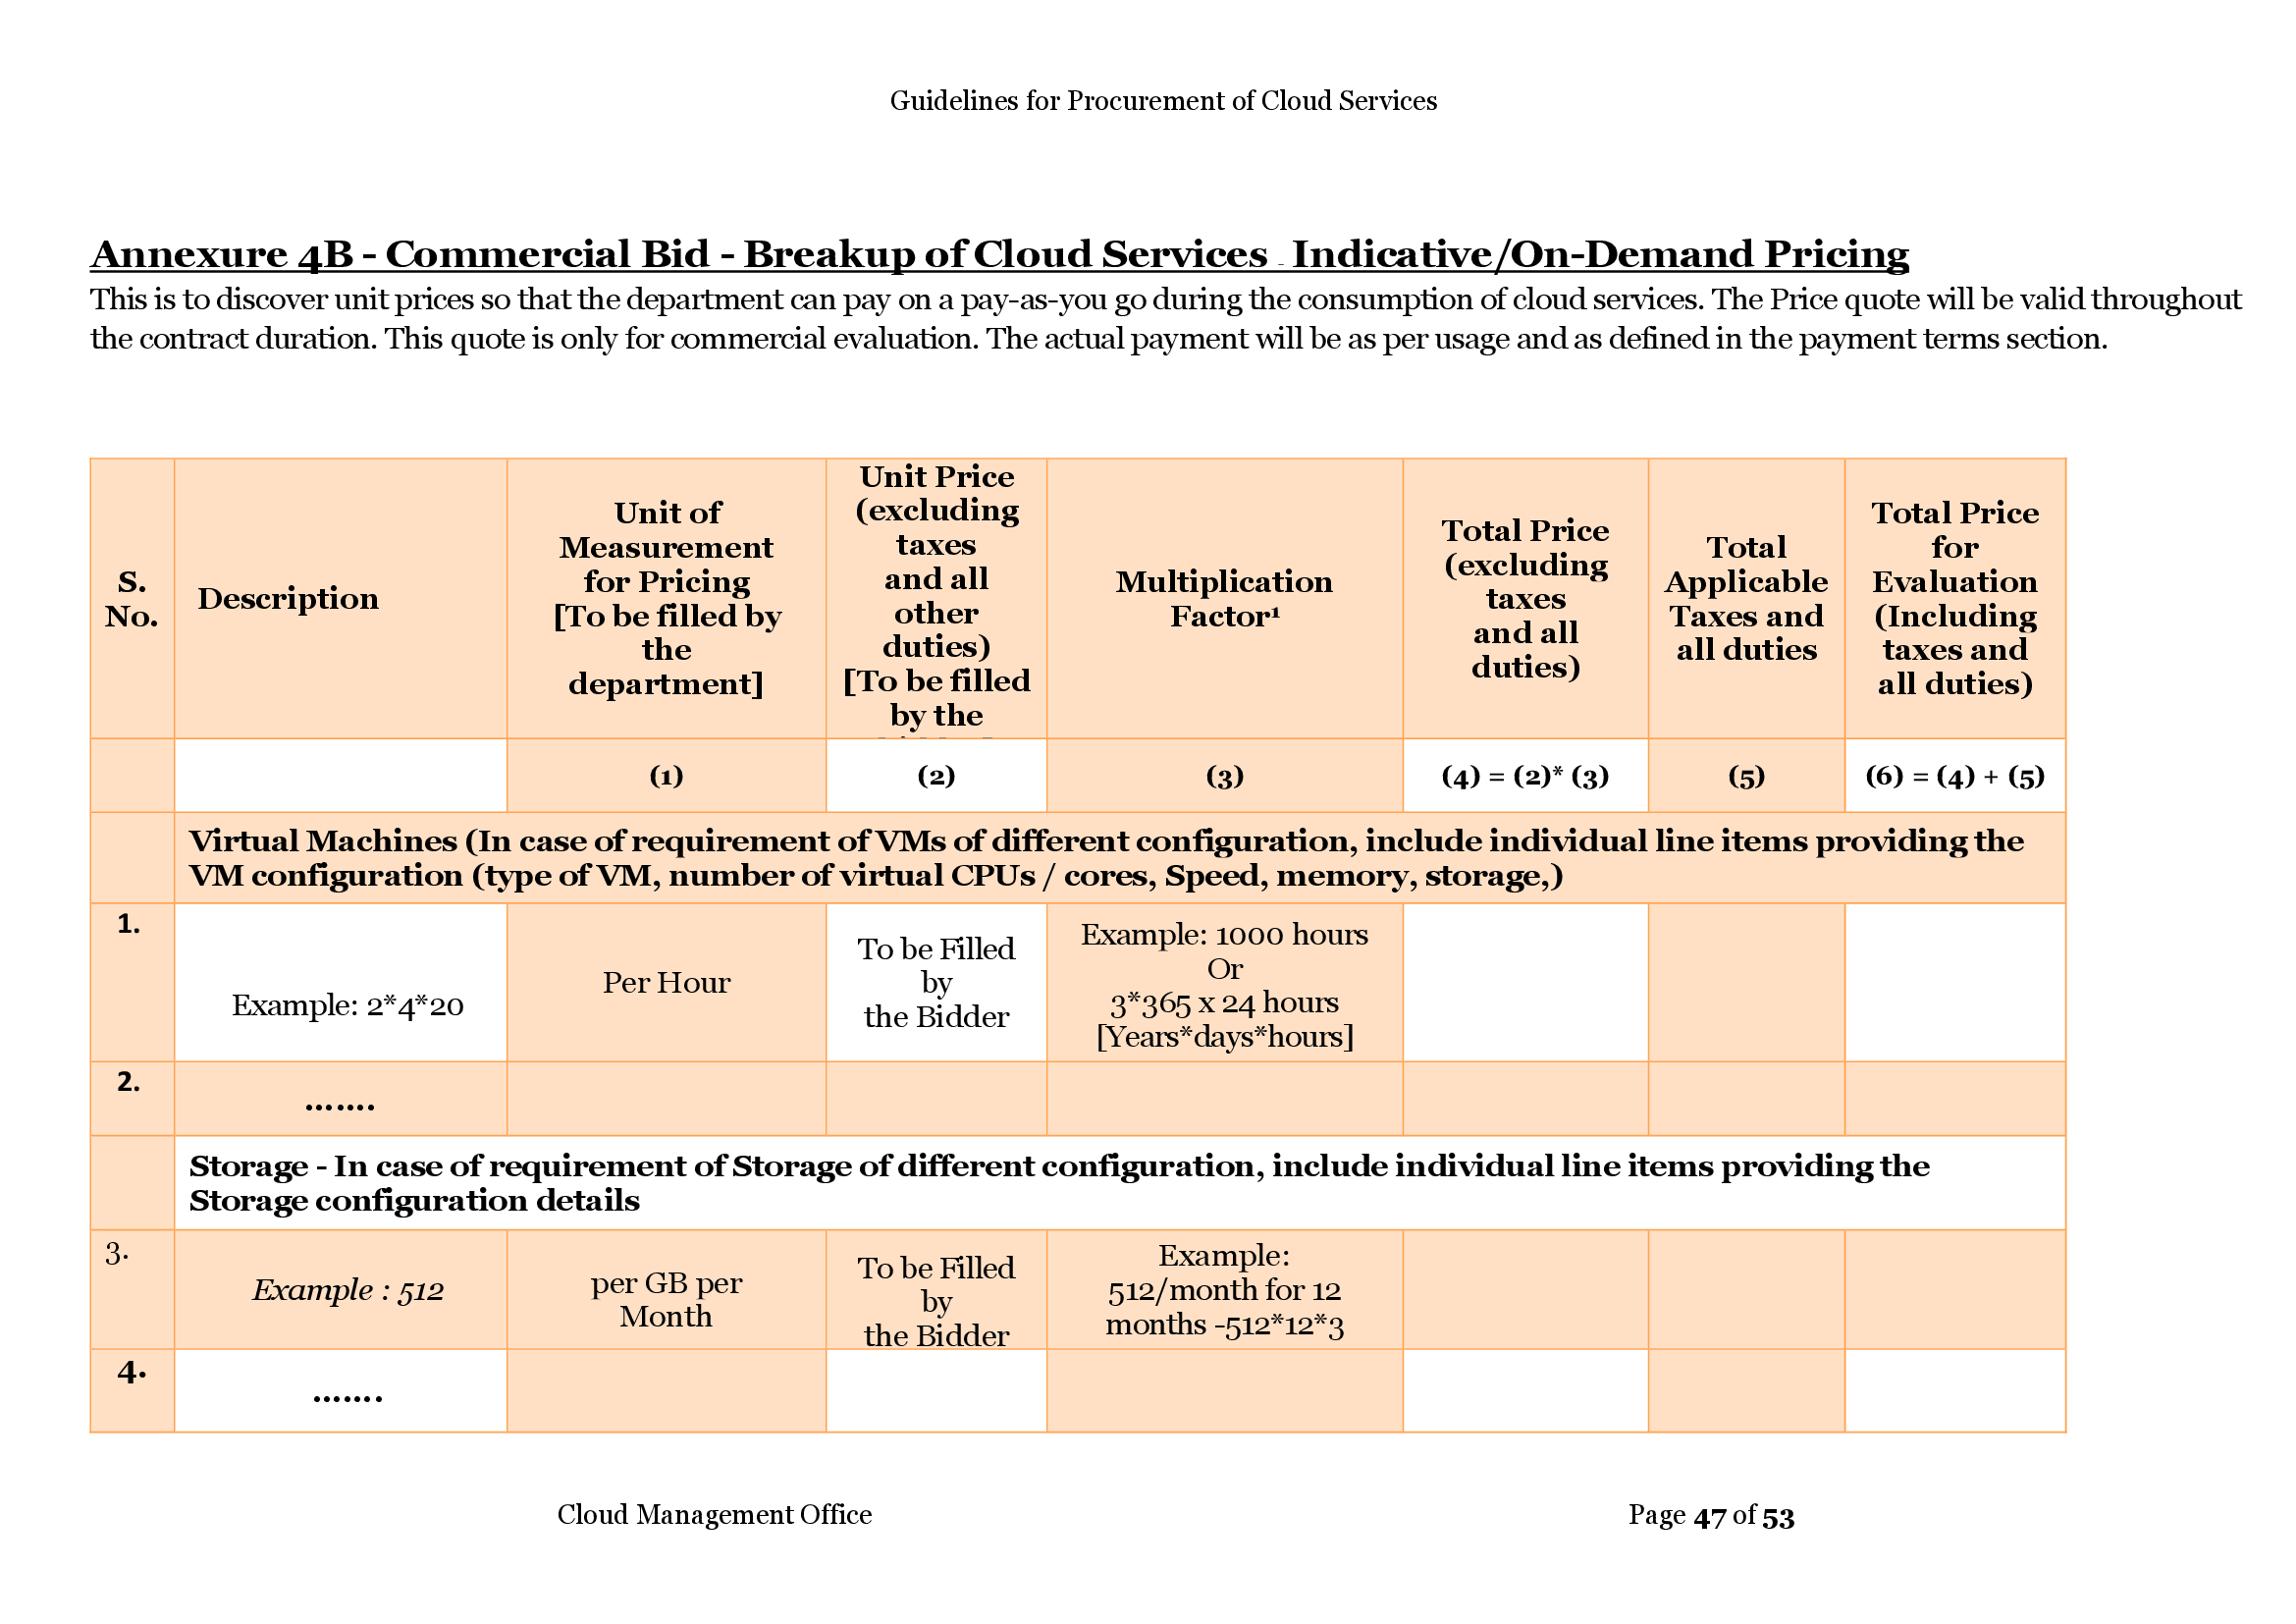 Guidelines for Procurement of Cloud Services
Annexure 4B - Commercial Bid - Breakup of Cloud Services - Indicative/On-Demand Pricing
This is to discover unit prices so that the department can pay on a pay-as-you go during the consumption of cloud services. The Price quote will be valid throughout
the contract duration. This quote is only for commercial evaluation. The actual payment will be as per usage and as defined in the payment terms section.
S.
No.
Description
Unit of
Measurement
for Pricing
[To be filled by
the
department]
Unit Price
(excluding
taxes
and all
other
duties)
[To be filled
by the
Multiplication
Factor¹
Total Price
(excluding
taxes
and all
duties)
Total
Applicable
Taxes and
all duties
Total Price
for
Evaluation
(Including
taxes and
all duties)
(1)
(2)
(3)
(4) = (2)* (3)
(5)
(6) = (4) + (5)
Virtual Machines (In case of requirement of VMs of different configuration, include individual line items providing the
VM configuration (type of VM, number of virtual CPUs / cores, Speed, memory, storage,)
1.
Example: 2*4*20
Per Hour
To be Filled
by
the Bidder
Example: 1000 hours
Or
3*365 x 24 hours
[Years*days*hours]
2.
.......
Storage - In case of requirement of Storage of different configuration, include individual line items providing the
Storage configuration details
3.
Example : 512
per GB per
Month
To be Filled
by
the Bidder
Example:
512/month for 12
months -512*12*3
4.
.......
Cloud Management Office
Page 47 of 53